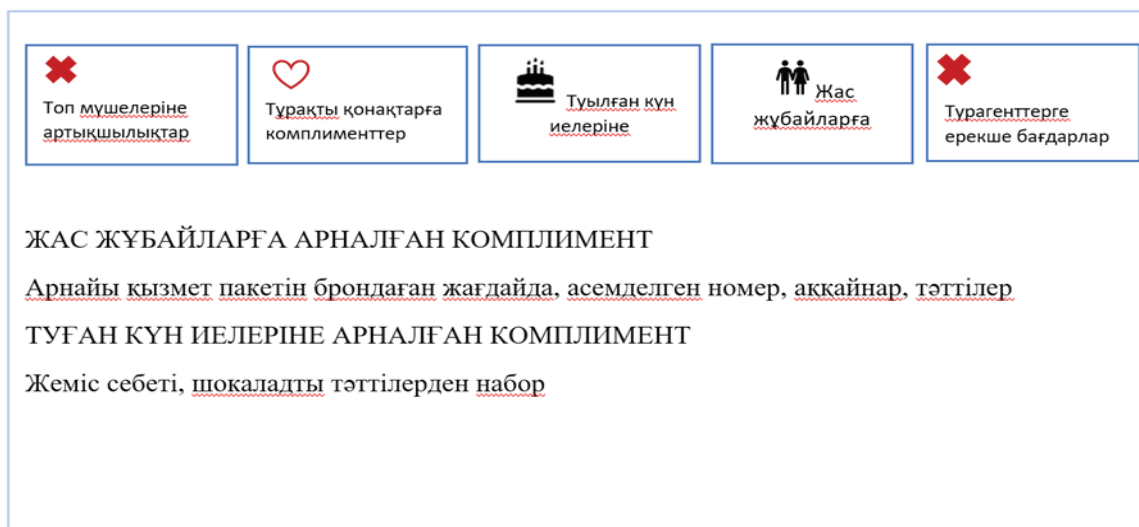 Топ мүшелеріне
артықшылықтар
Тұрақты қонақтарға
комплименттер
Туылған күн
иелеріне
Жас
жұбайларға
Турагенттерге
ерекше бағдарлар
ЖАС ЖҰБАЙЛАРҒА АРНАЛҒАН КОМПЛИМЕНТ
Арнайы қызмет пакетін брондаған жағдайда, асемделген номер, аққайнар, тәттілер
ТУҒАН КҮН ИЕЛЕРІНЕ АРНАЛҒАН КОМПЛИМЕНТ
Жеміс себеті, шокаладты тәттілерден набор